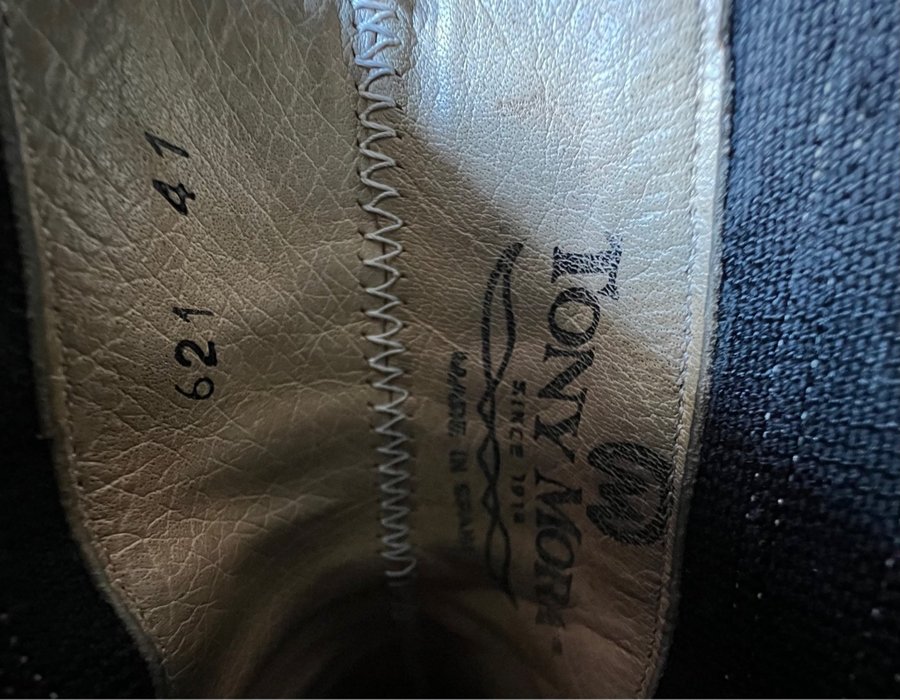 41
621
TONY MORA
SINCE 1918
MADE IN SPAIN